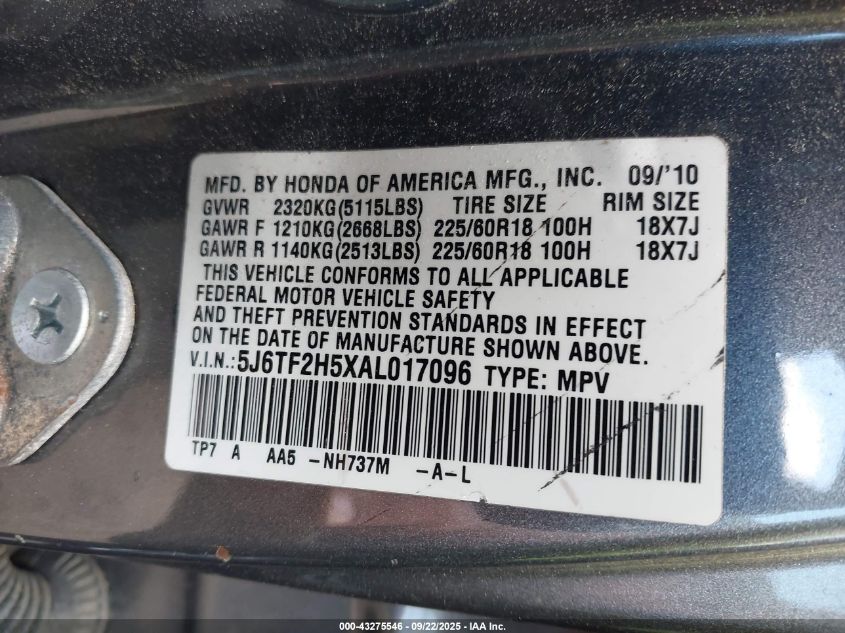 MFD. BY HONDA OF AMERICA MFG., INC. 09/'10
GVWR 2320KG(5115LBS) TIRE SIZE RIM SIZE
GAWR F 1210KG(2668LBS) 225/60R18 100H 18X7J
GAWR R 1140KG(2513LBS) 225/60R18 100H 18X7J
THIS VEHICLE CONFORMS TO ALL APPLICABLE
FEDERAL MOTOR VEHICLE SAFETY
AND THEFT PREVENTION STANDARDS IN EFFECT
ON THE DATE OF MANUFACTURE SHOWN ABOVE.
V.I.N.: 5J6TF2H5XAL017096 TYPE: MPV
TP7 A AA5 -NH737M -A-L
000-43275546 - 09/22/2025 - IAA Inc.